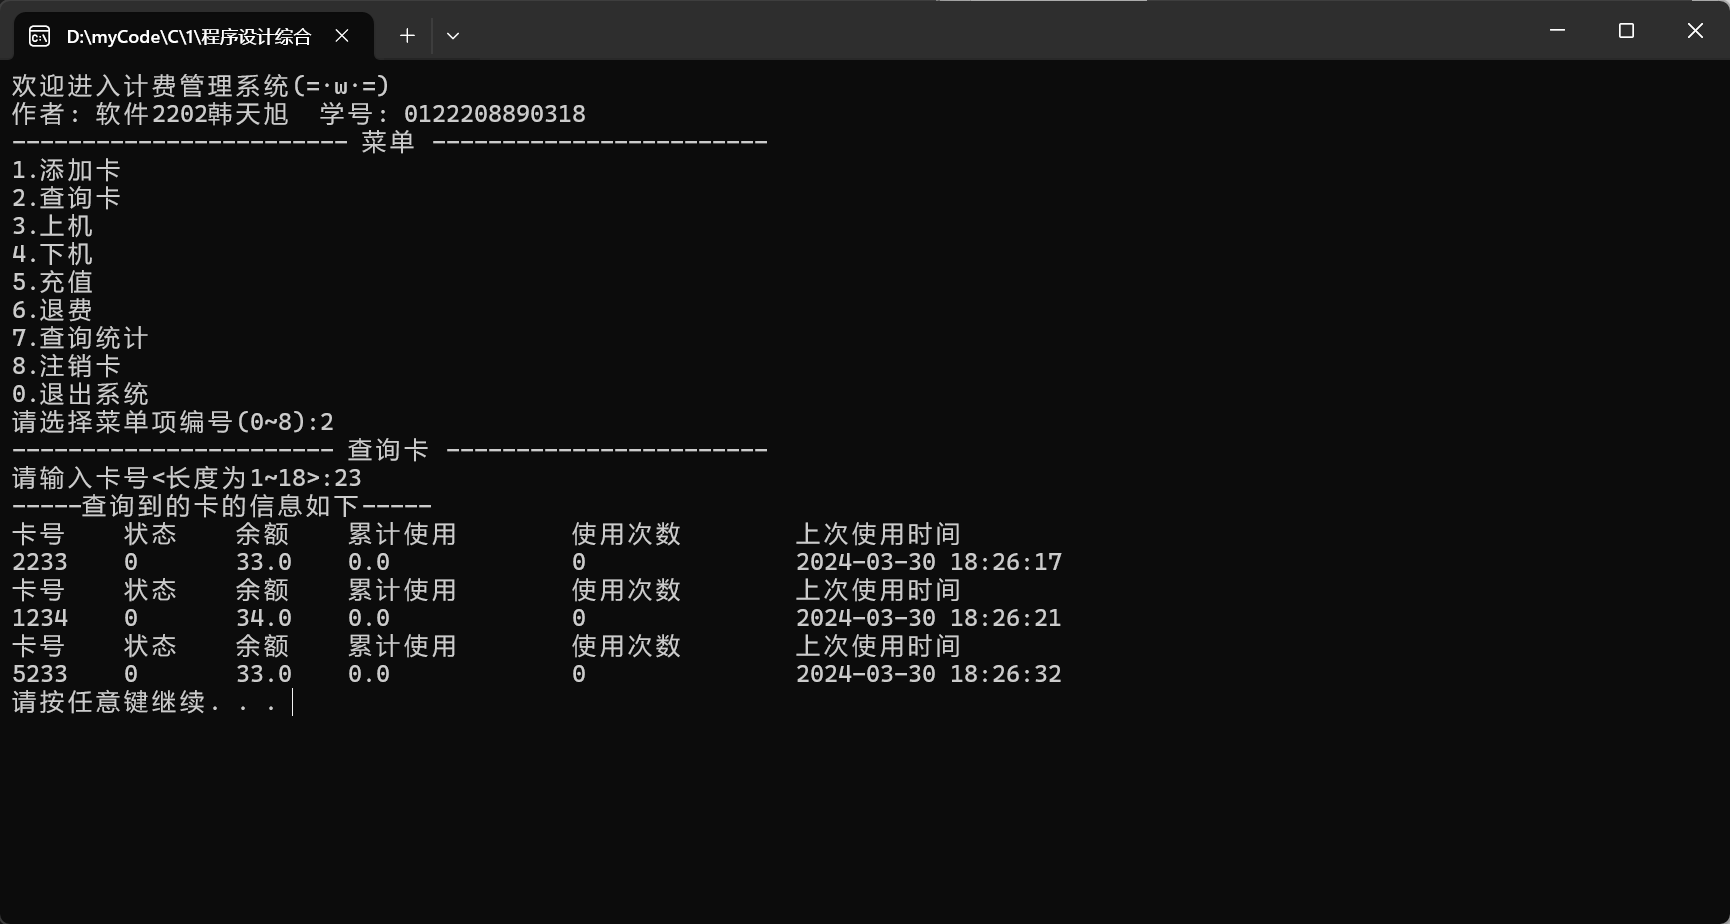 D:\myCode\C\1\程序设计综合
欢迎进入计费管理系统(=·ω·=)
作者: 软件2202韩天旭  学号: 0122208890318
------------------------ 菜单 ------------------------
1.添加卡
2.查询卡
3.上机
4.下机
5.充值
6.退费
7.查询统计
8.注销卡
0.退出系统
请选择菜单项编号(0~8):2
----------------------- 查询卡 -----------------------
请输入卡号<长度为1~18>:23
-----查询到的卡的信息如下-----
卡号    状态    余额    累计使用        使用次数        上次使用时间
2233    0       33.0    0.0             0               2024-03-30 18:26:17
卡号    状态    余额    累计使用        使用次数        上次使用时间
1234    0       34.0    0.0             0               2024-03-30 18:26:21
卡号    状态    余额    累计使用        使用次数        上次使用时间
5233    0       33.0    0.0             0               2024-03-30 18:26:32
请按任意键继续. . .